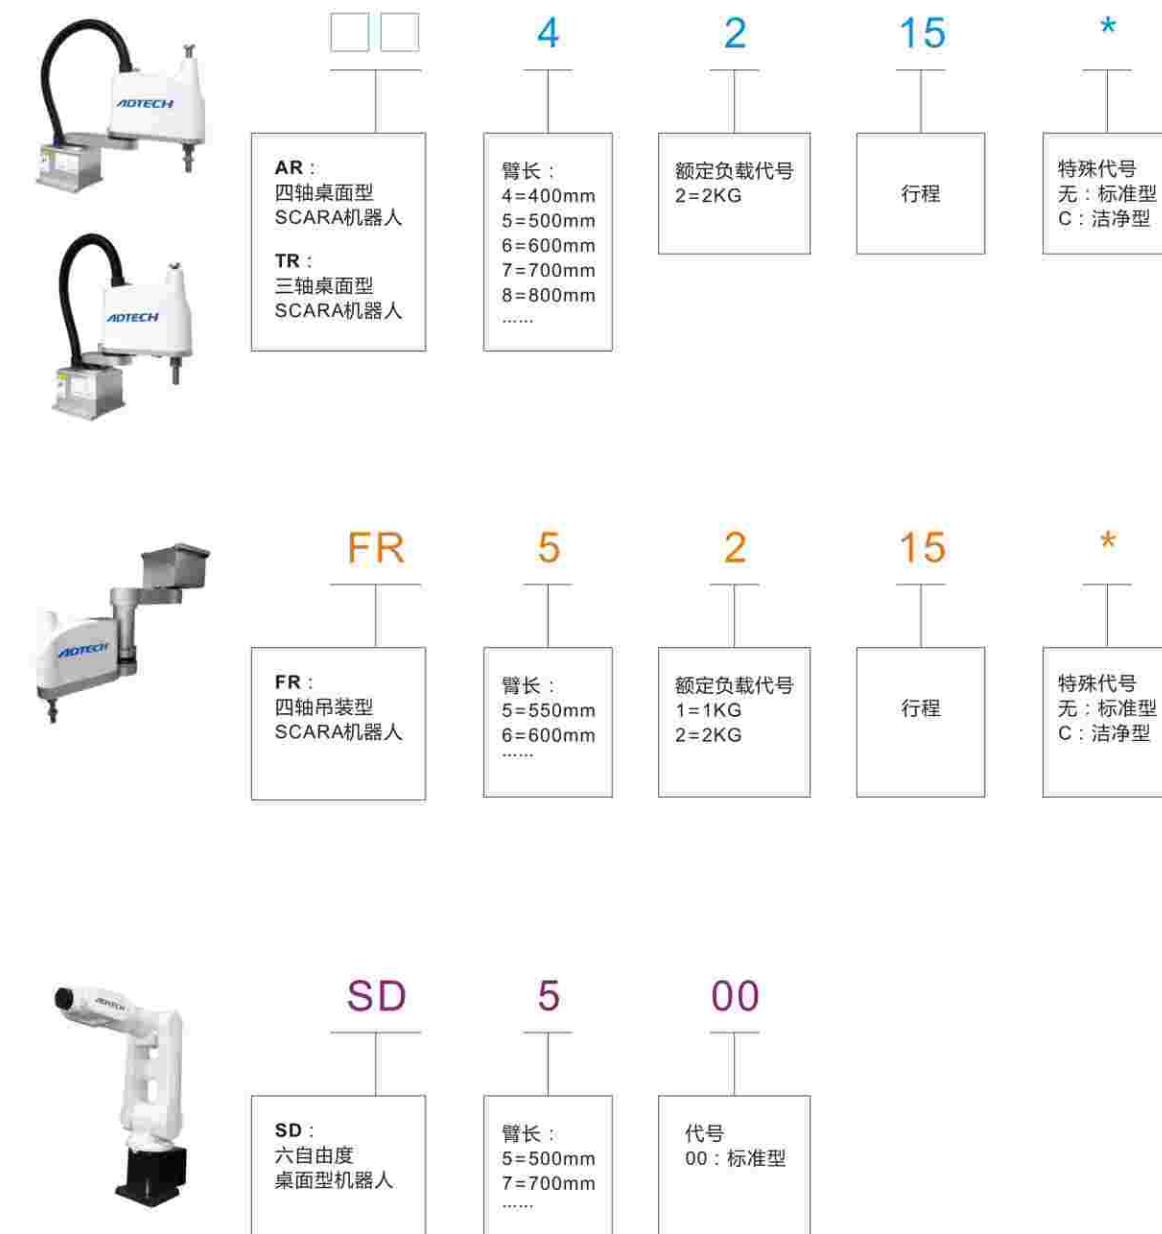 □□ 4 2 15 *
ADTECH
AR：
四轴桌面型
SCARA机器人
TR：
三轴桌面型
SCARA机器人
臂长：
4=400mm
5=500mm
6=600mm
7=700mm
8=800mm
……
额定负载代号
2=2KG
行程
特殊代号
无：标准型
C：洁净型
ADTECH
FR 5 2 15 *
ADTECH
FR：
四轴吊装型
SCARA机器人
臂长：
5=550mm
6=600mm
……
额定负载代号
1=1KG
2=2KG
行程
特殊代号
无：标准型
C：洁净型
SD 5 00
ADTECH
SD：
六自由度
桌面型机器人
臂长：
5=500mm
7=700mm
……
代号
00：标准型